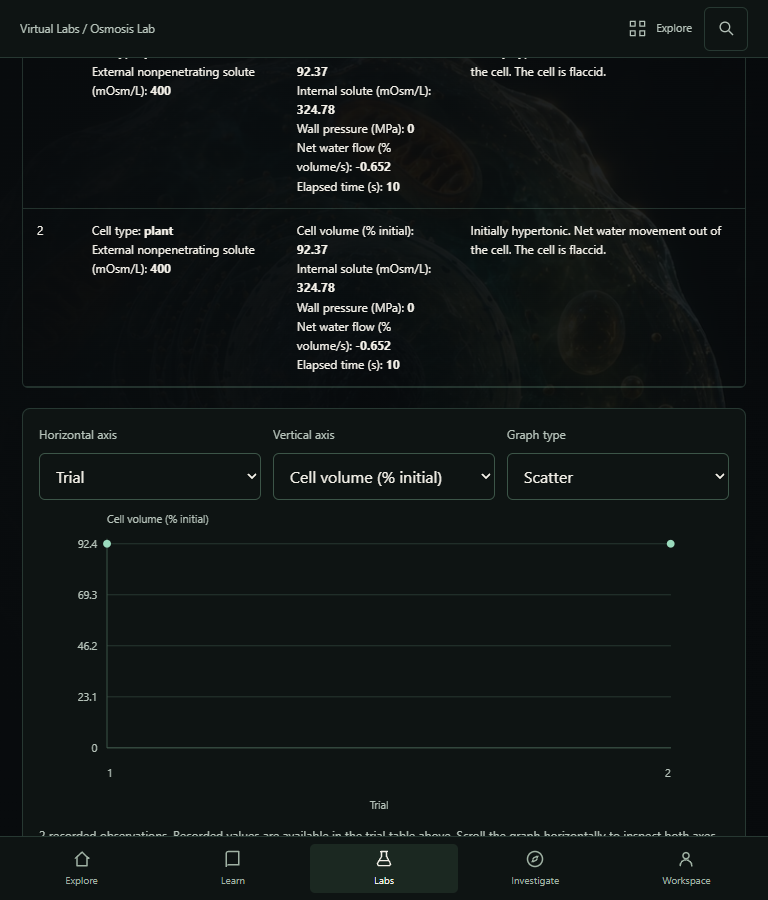 Virtual Labs / Osmosis Lab
Explore
External nonpenetrating solute
(mOsm/L): 400
92.37
Internal solute (mOsm/L):
324.78
Wall pressure (MPa): 0
Net water flow (%
volume/s): -0.652
Elapsed time (s): 10
the cell. The cell is flaccid.
2
Cell type: plant
External nonpenetrating solute
(mOsm/L): 400
Cell volume (% initial):
92.37
Internal solute (mOsm/L):
324.78
Wall pressure (MPa): 0
Net water flow (%
volume/s): -0.652
Elapsed time (s): 10
Initially hypertonic. Net water movement out of
the cell. The cell is flaccid.
Horizontal axis
Vertical axis
Graph type
Trial
Cell volume (% initial)
Scatter
Cell volume (% initial)
92.4
69.3
46.2
23.1
0
1
2
Trial
2 recorded observations. Recorded values are available in the trial table above. Scroll the graph horizontally to inspect both axes.
Explore
Learn
Labs
Investigate
Workspace